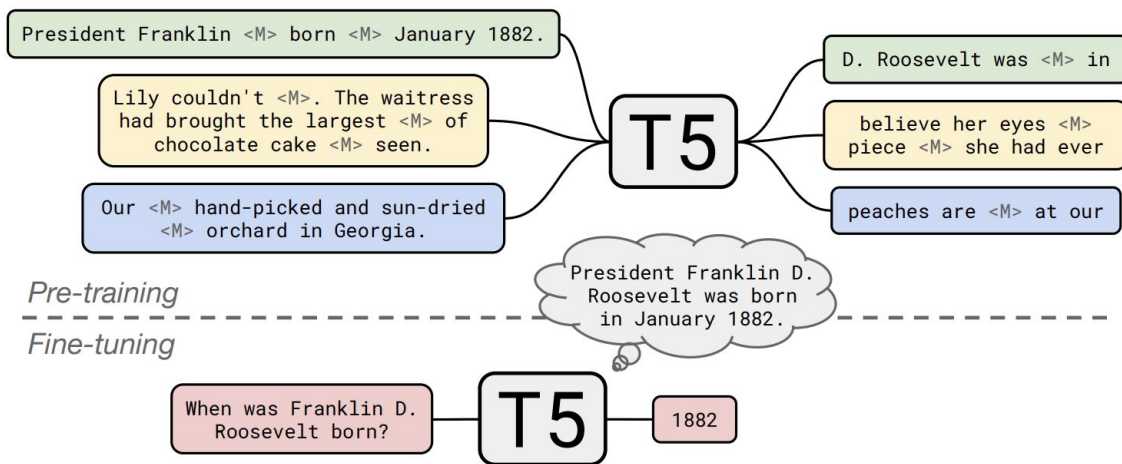 President Franklin <M> born <M> January 1882.
Lily couldn't <M>. The waitress
had brought the largest <M> of
chocolate cake <M> seen.
Our <M> hand-picked and sun-dried
<M> orchard in Georgia.
T5
D. Roosevelt was <M> in
believe her eyes <M>
piece <M> she had ever
peaches are <M> at our
President Franklin D.
Roosevelt was born
in January 1882.
Pre-training
Fine-tuning
When was Franklin D.
Roosevelt born?
T5
1882